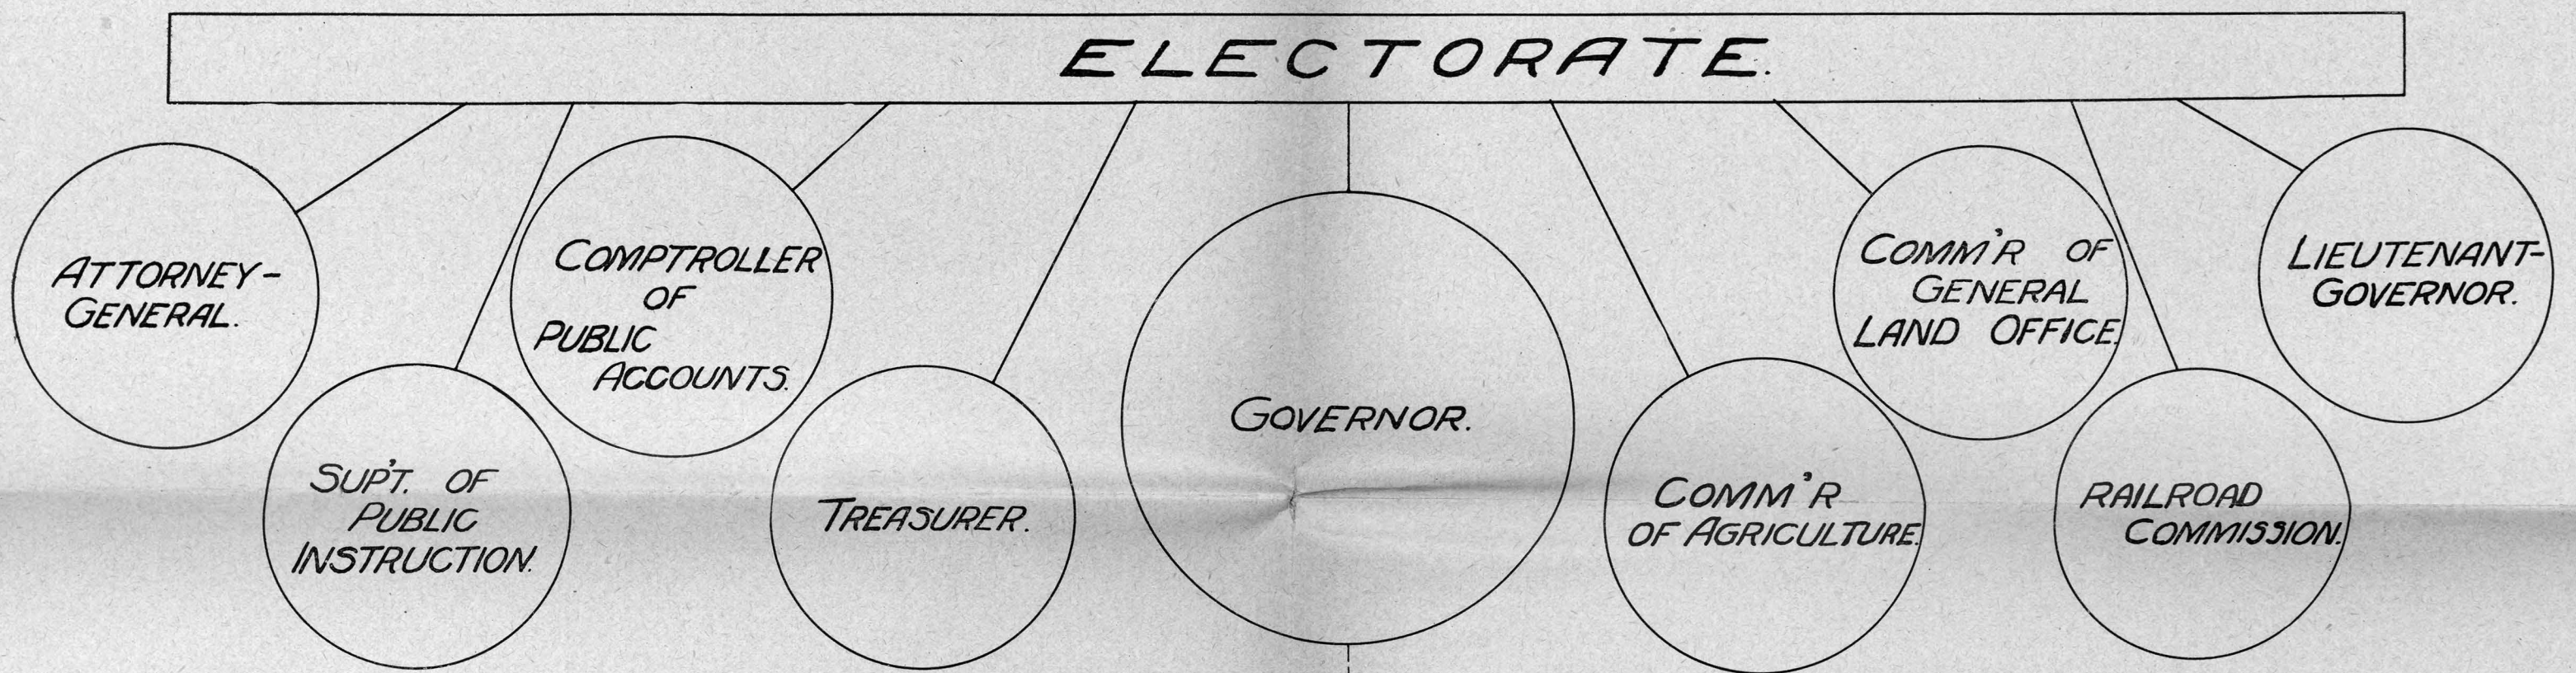 ELECTORATE.
ATTORNEY-
GENERAL.
SUP'T. OF
PUBLIC
INSTRUCTION.
COMPTROLLER
OF
PUBLIC
ACCOUNTS.
TREASURER.
GOVERNOR.
COMM'R
OF AGRICULTURE.
COMM'R OF
GENERAL
LAND OFFICE.
RAILROAD
COMMISSION.
LIEUTENANT-
GOVERNOR.